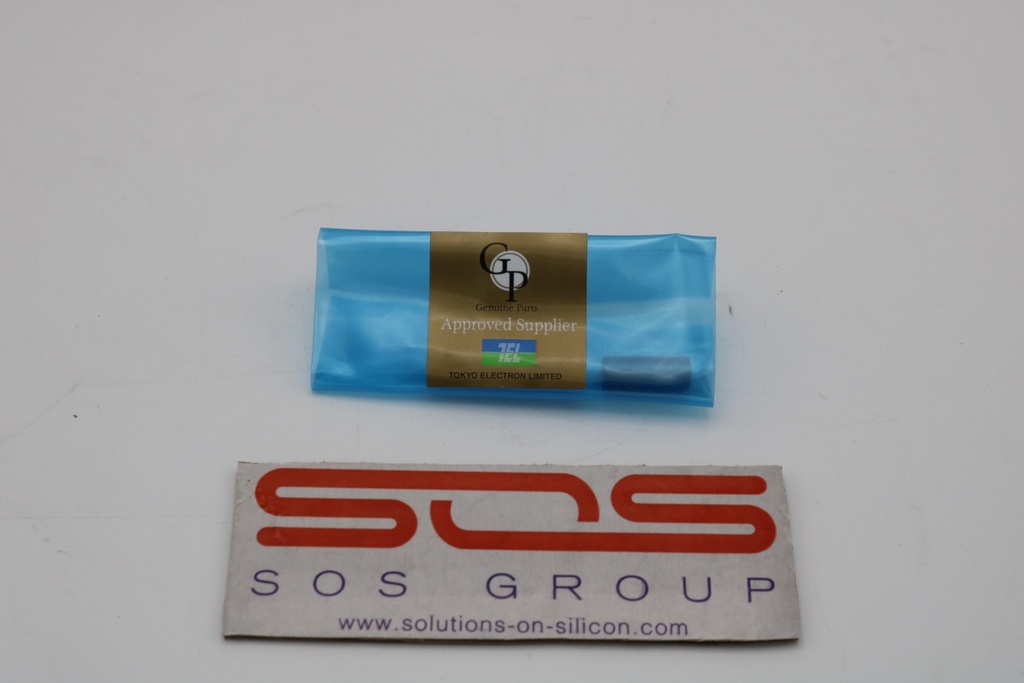 GP
Genuine Parts
Approved Supplier
TEL
TOKYO ELECTRON LIMITED
SOS
SOS GROUP
www.solutions-on-silicon.com